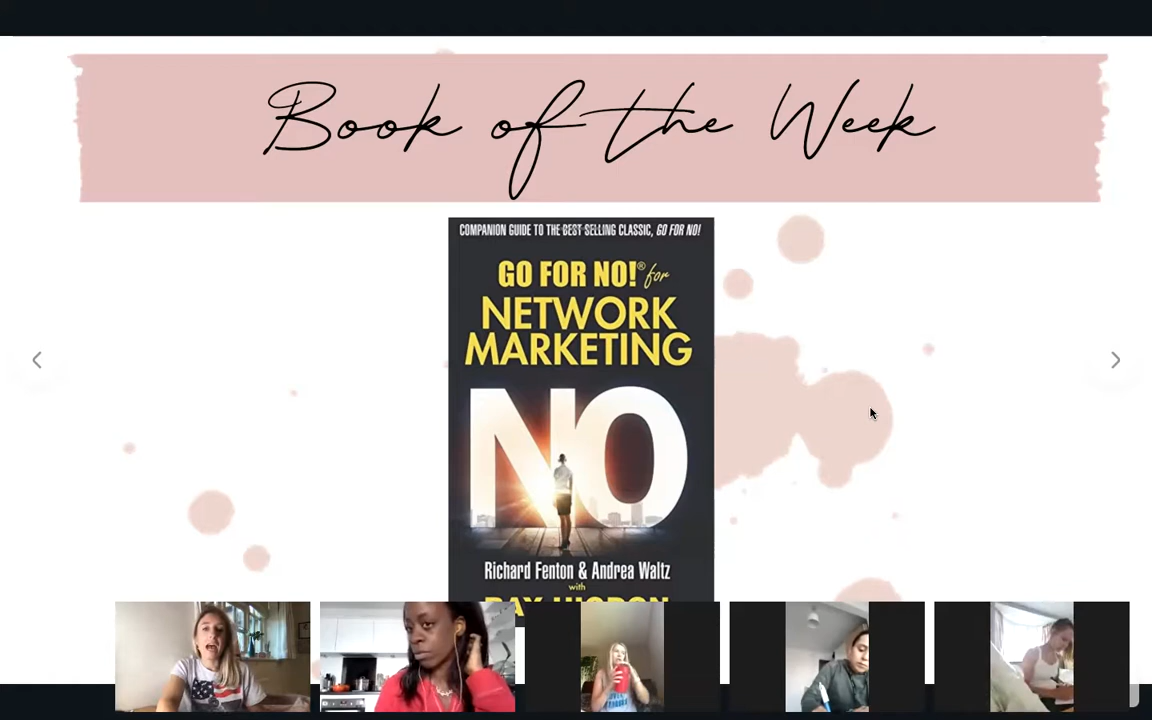 Book of the Week
COMPANION GUIDE TO THE BEST SELLING CLASSIC, GO FOR NO!
GO FOR NO!® for
NETWORK
MARKETING
NO
Richard Fenton & Andrea Waltz
with